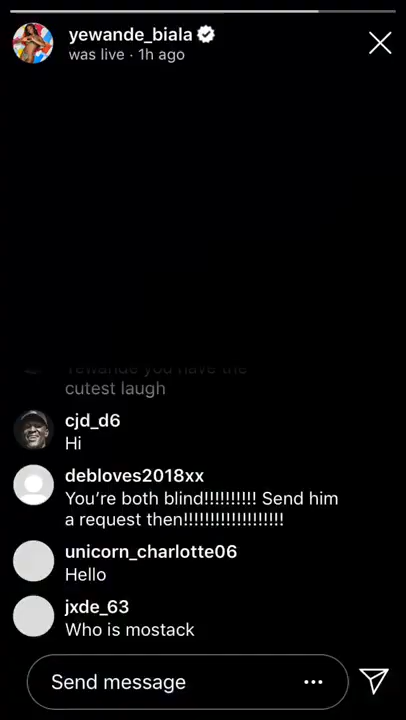 yewande_biala
was live · 1h ago
Yewande you have the
cutest laugh
cjd_d6
Hi
debloves2018xx
You’re both blind!!!!!!!!!! Send him
a request then!!!!!!!!!!!!!!!!!!!
unicorn_charlotte06
Hello
jxde_63
Who is mostack
Send message